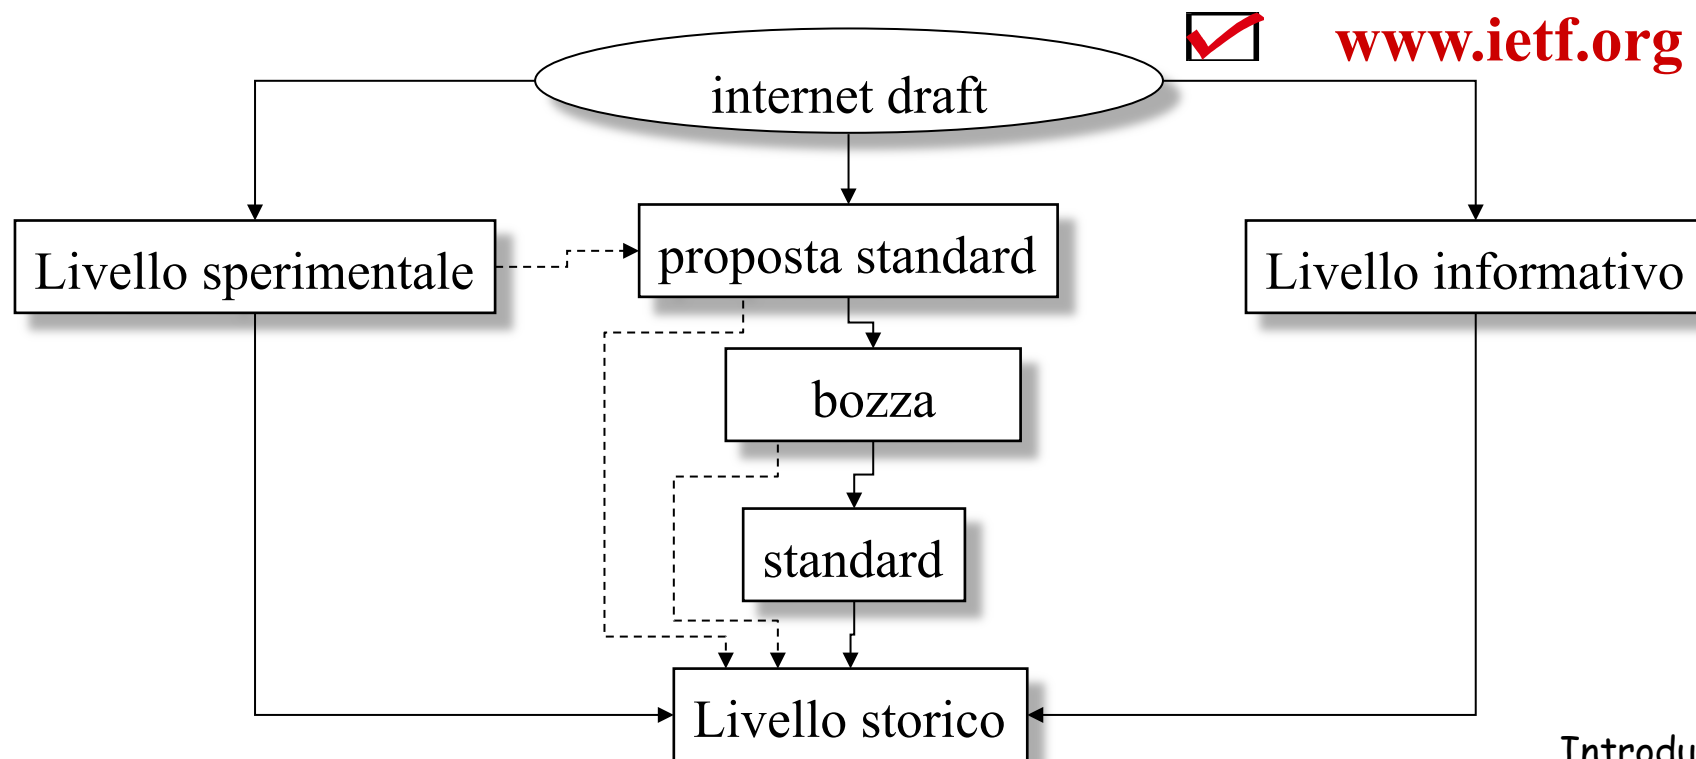 www.ietf.org
internet draft
Livello sperimentale
proposta standard
Livello informativo
bozza
standard
Livello storico